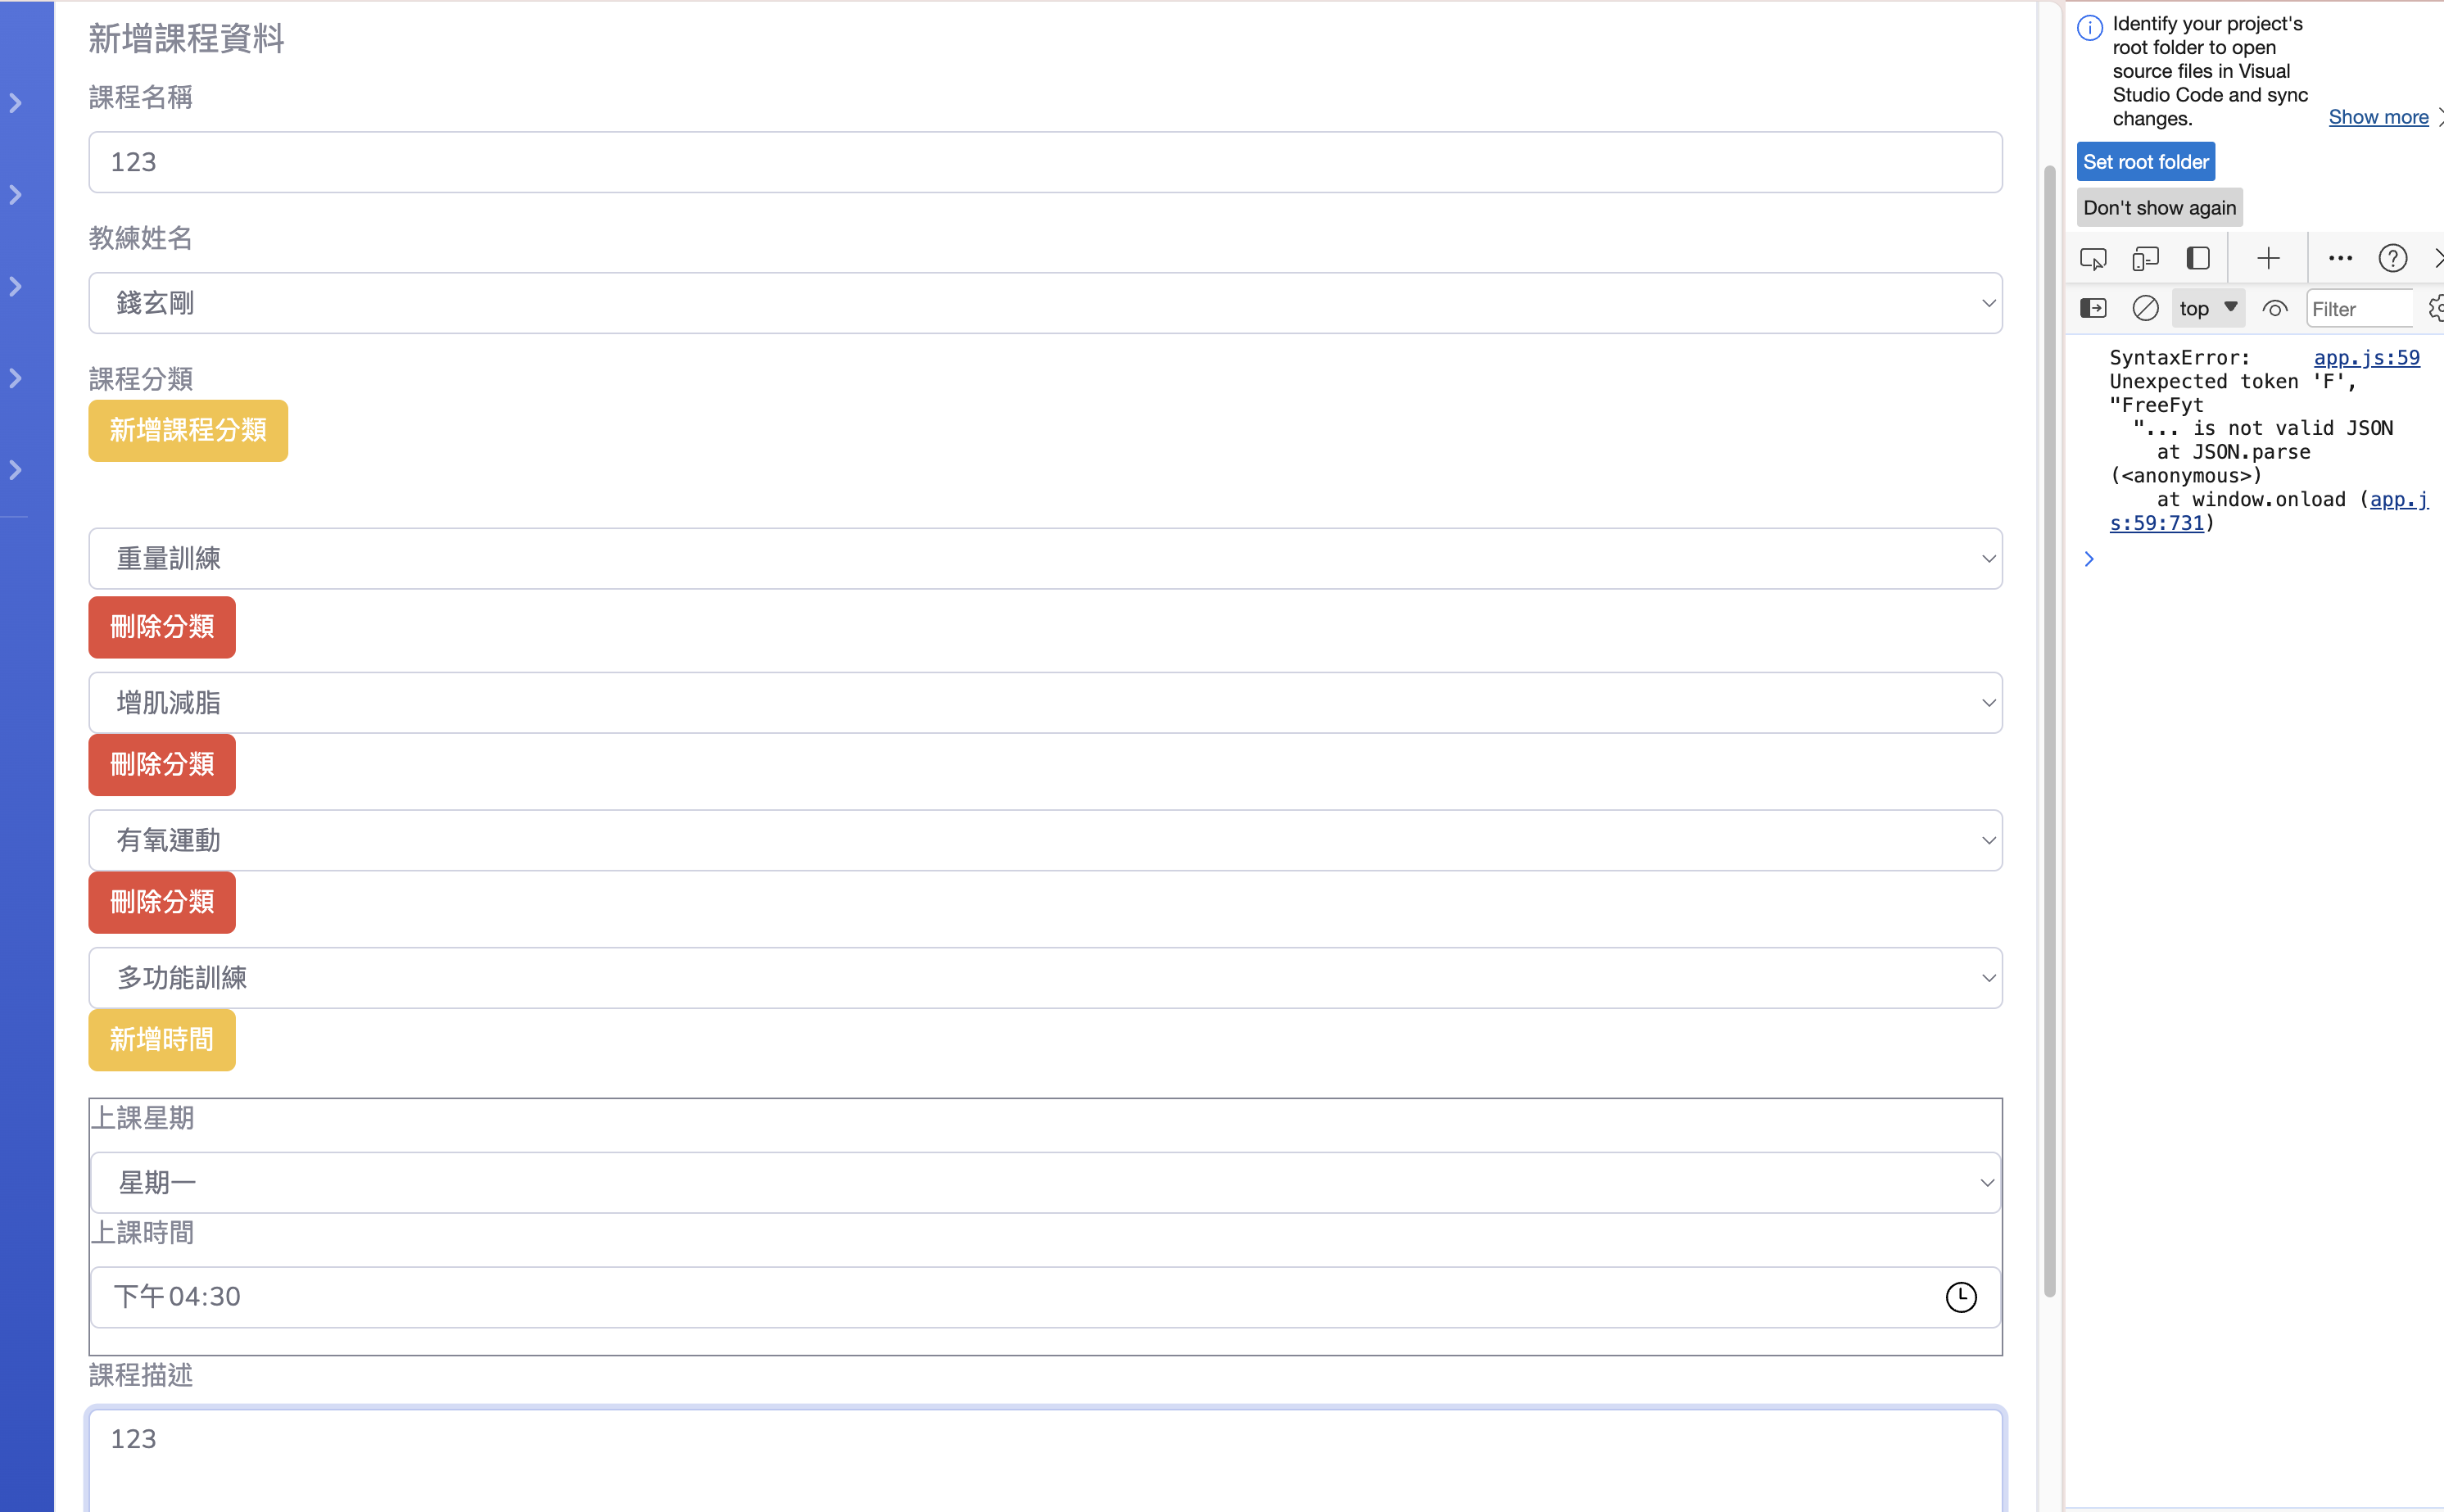 新增課程資料
課程名稱
123
教練姓名
錢玄剛
課程分類
新增課程分類
重量訓練
刪除分類
增肌減脂
刪除分類
有氧運動
刪除分類
多功能訓練
新增時間
上課星期
星期一
上課時間
下午04:30
課程描述
123
Identify your project's
root folder to open
source files in Visual
Studio Code and sync
changes.
Show more
Set root folder
Don't show again
top
Filter
SyntaxError: app.js:59
Unexpected token 'F',
"FreeFyt
"... is not valid JSON
at JSON.parse
(<anonymous>)
at window.onload (app.j
s:59:731)